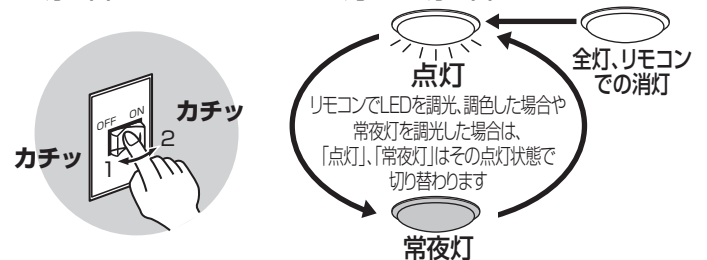 OFF ON
カチッ
2
カチッ
1
点灯
全灯、リモコン
での消灯
リモコンでLEDを調光、調色した場合や
常夜灯を調光した場合は、
「点灯」、「常夜灯」はその点灯状態で
切り替わります
常夜灯